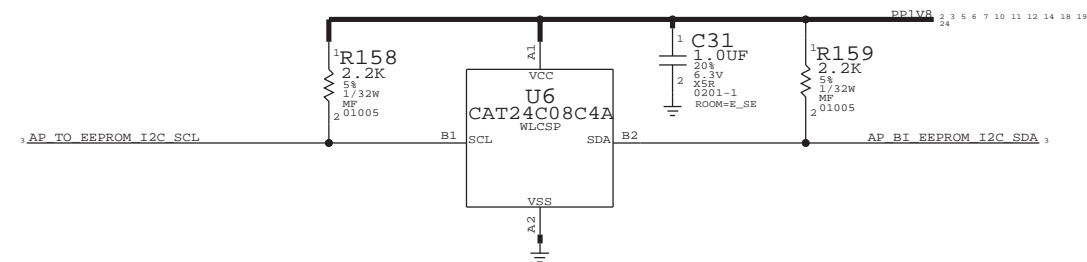 PP1V8 2 3 5 6 7 10 11 12 14 18 19
24
1 R158
2.2K
5%
1/32W
MF
2 01005
A1
VCC
U6
CAT24C08C4A
WLCSP
1 C31
1.0UF
20%
2 6.3V
X5R
0201-1
ROOM=E_SE
1 R159
2.2K
5%
1/32W
MF
2 01005
3 AP_TO_EEPROM_I2C_SCL
B1
SCL
SDA
B2
AP_BI_EEPROM_I2C_SDA 3
VSS
A2